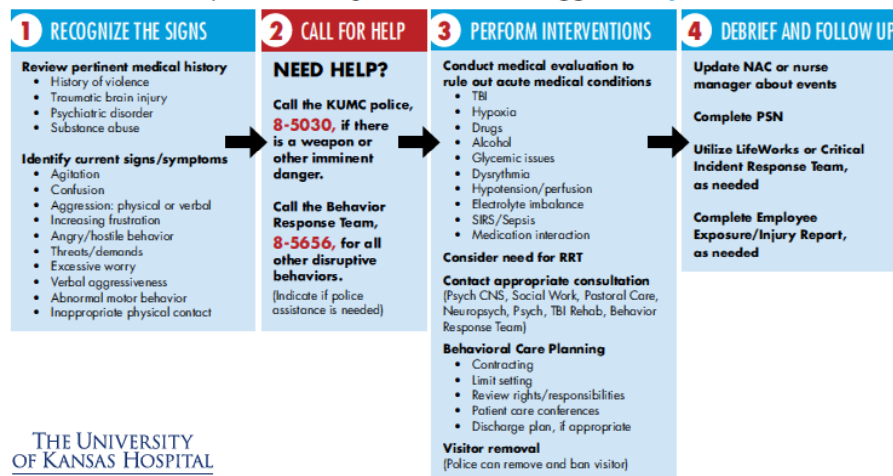 1 RECOGNIZE THE SIGNS
Review pertinent medical history
• History of violence
• Traumatic brain injury
• Psychiatric disorder
• Substance abuse
Identify current signs/symptoms
• Agitation
• Confusion
• Aggression: physical or verbal
• Increasing frustration
• Angry/hostile behavior
• Threats/demands
• Excessive worry
• Verbal aggressiveness
• Abnormal motor behavior
• Inappropriate physical contact
2 CALL FOR HELP
NEED HELP?
Call the KUMC police,
8-5030, if there
is a weapon or
other imminent
danger.
Call the Behavior
Response Team,
8-5656, for all
other disruptive
behaviors.
(Indicate if police
assistance is needed)
3 PERFORM INTERVENTIONS
Conduct medical evaluation to
rule out acute medical conditions
• TBI
• Hypoxia
• Drugs
• Alcohol
• Glycemic issues
• Dysrythmia
• Hypotension/perfusion
• Electrolyte imbalance
• SIRS/Sepsis
• Medication interaction
Consider need for RRT
Contact appropriate consultation
(Psych CNS, Social Work, Pastoral Care,
Neuropsych, Psych, TBI Rehab, Behavior
Response Team)
Behavioral Care Planning
• Contracting
• Limit setting
• Review rights/responsibilities
• Patient care conferences
• Discharge plan, if appropriate
Visitor removal
(Police can remove and ban visitor)
4 DEBRIEF AND FOLLOW UP
Update NAC or nurse
manager about events
Complete PSN
Utilize LifeWorks or Critical
Incident Response Team,
as needed
Complete Employee
Exposure/Injury Report,
as needed
THE UNIVERSITY
OF KANSAS HOSPITAL